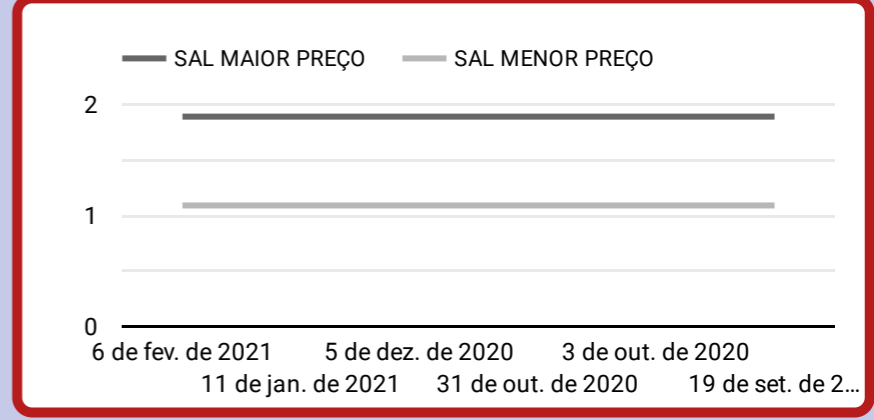 SAL MAIOR PREÇO SAL MENOR PREÇO
2
1
0
6 de fev. de 2021 5 de dez. de 2020 3 de out. de 2020
11 de jan. de 2021 31 de out. de 2020 19 de set. de 2...